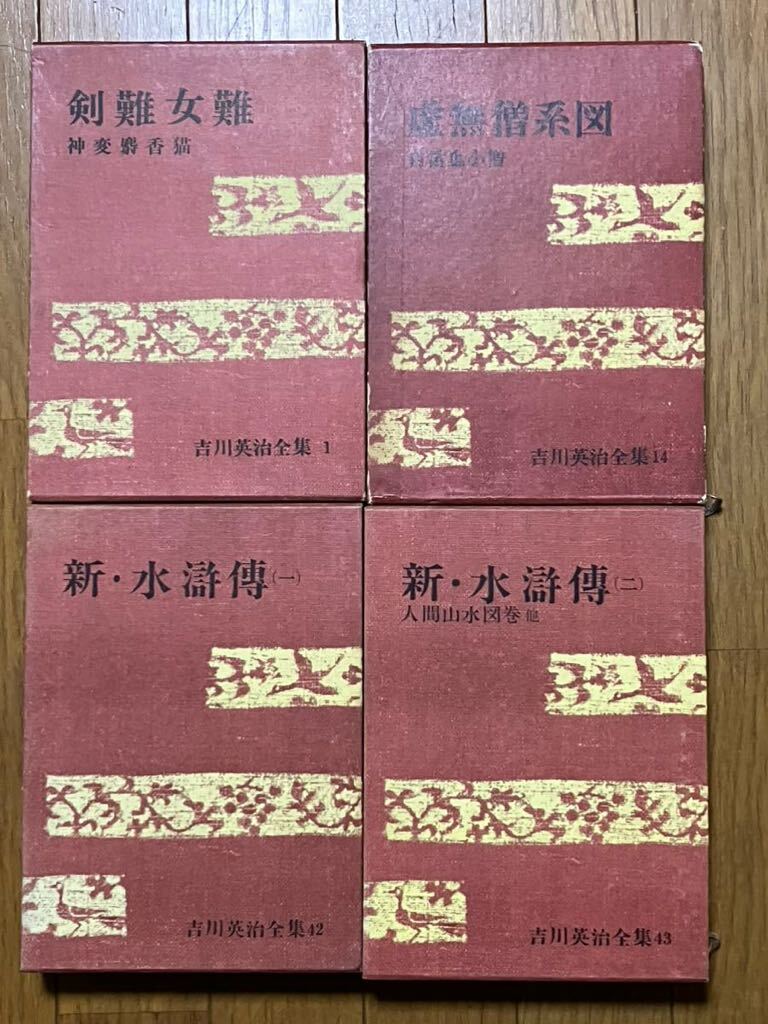 剣難女難
神変麝香猫
吉川英治全集 1
虚無僧系図
吉川英治全集 14
新・水滸傳(一)
吉川英治全集 42
新・水滸傳(二)
人間山水図巻 他
吉川英治全集 43